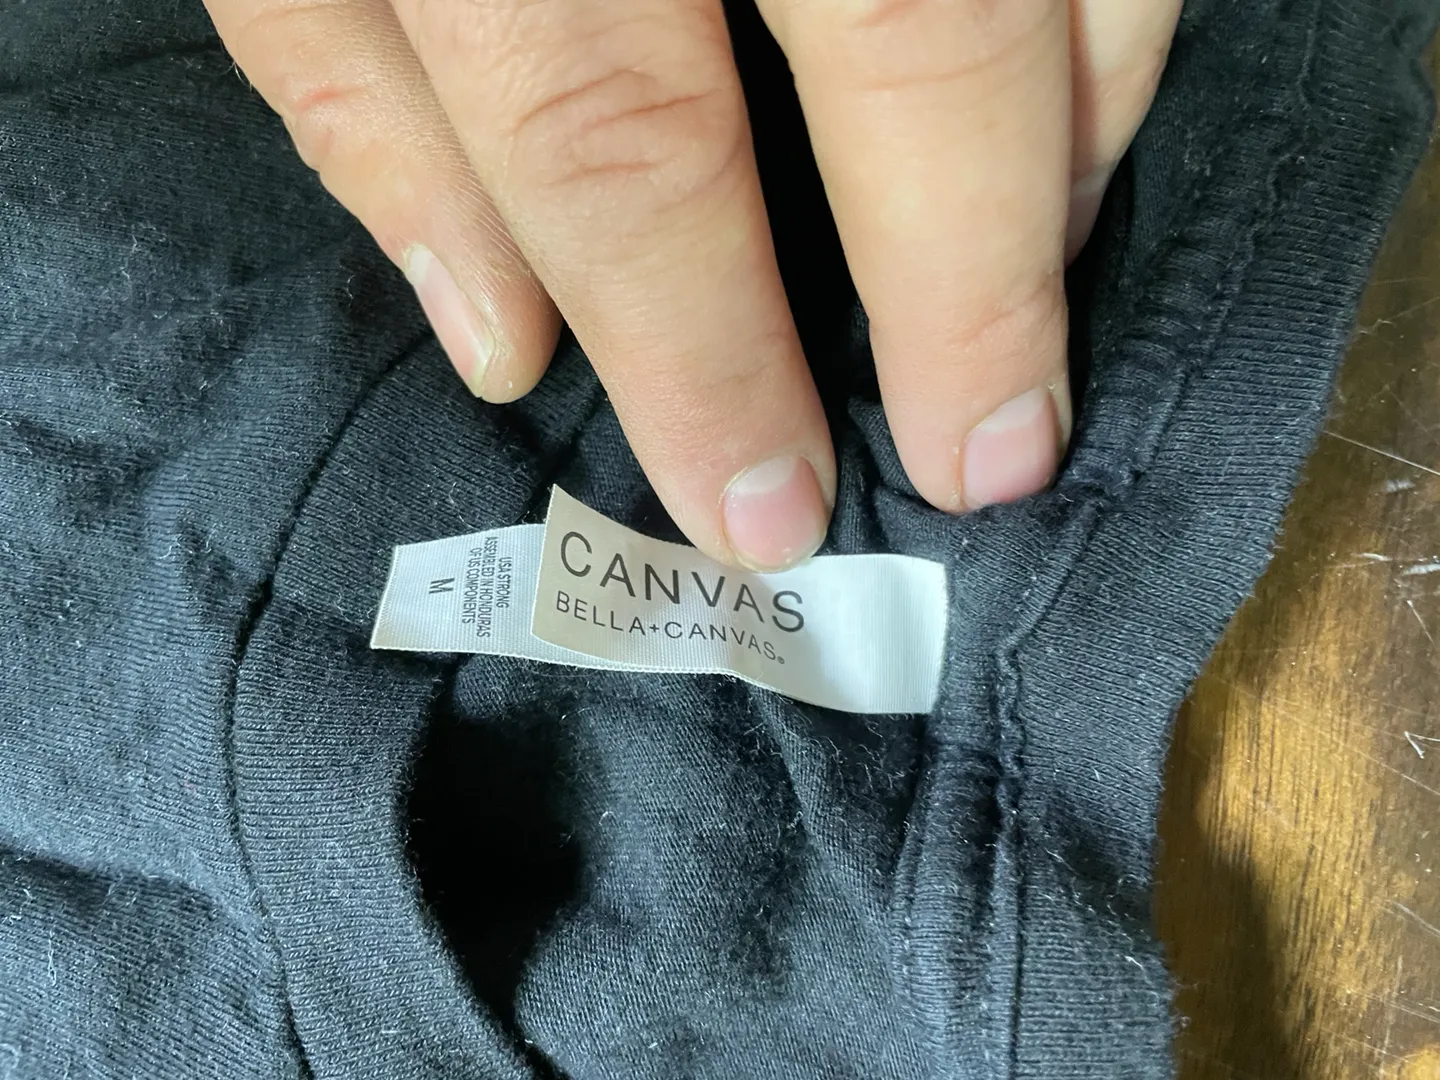 CANVAS
BELLA+CANVAS®
USA STRONG
ASSEMBLED IN HONDURAS
OF US COMPONENTS
M